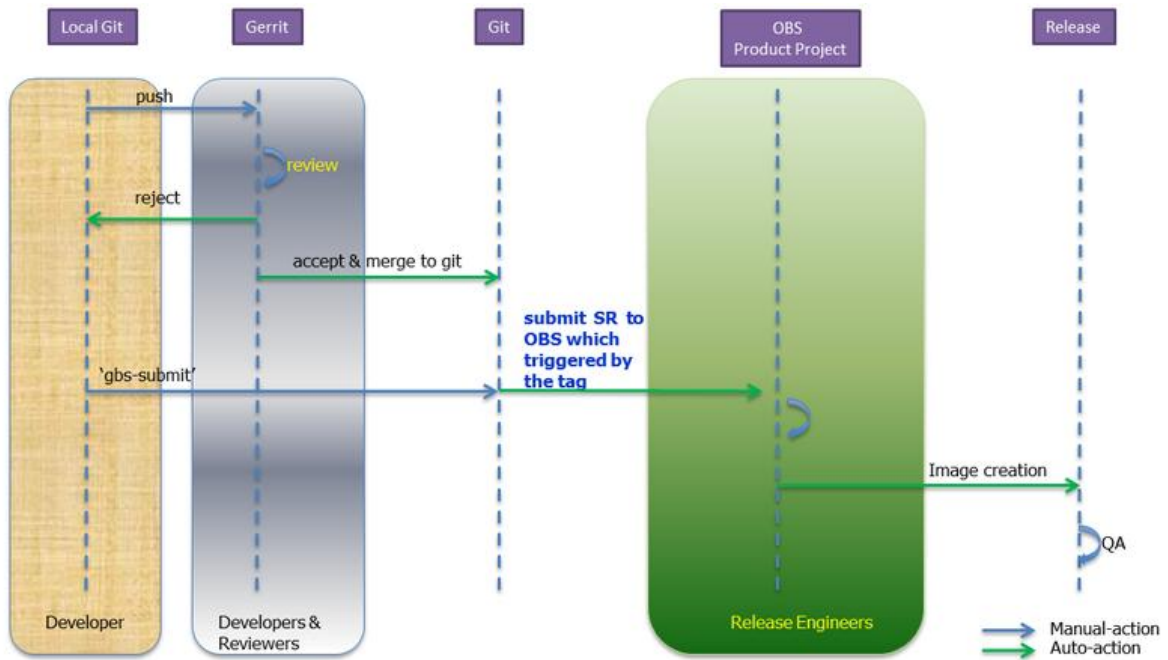 Local Git
Gerrit
Git
OBS
Product Project
Release
push
review
reject
accept & merge to git
submit SR to
OBS which
triggered by
the tag
‘gbs-submit’
Image creation
QA
Developer
Developers &
Reviewers
Release Engineers
Manual-action
Auto-action